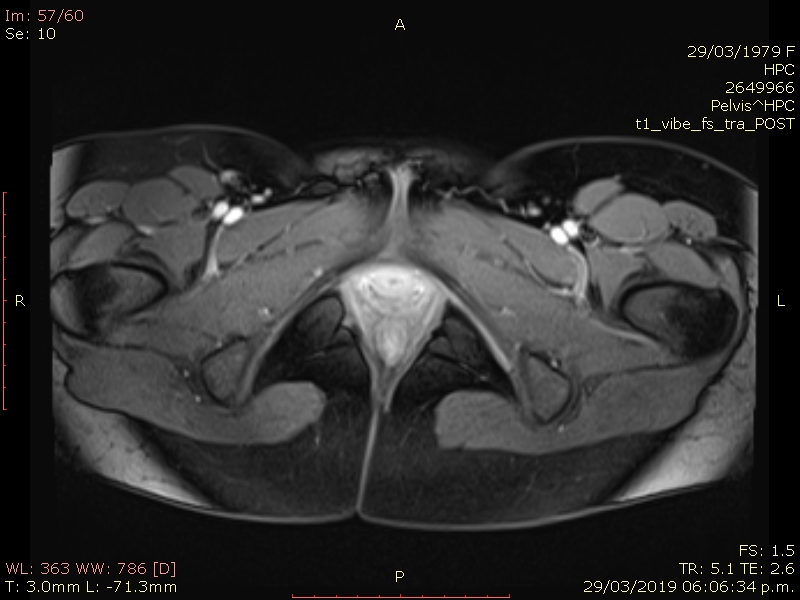 Im: 57/60
Se: 10
A
29/03/1979 F
HPC
2649966
Pelvis^HPC
t1_vibe_fs_tra_POST
R
L
WL: 363 WW: 786 [D]
T: 3.0mm L: -71.3mm
P
FS: 1.5
TR: 5.1 TE: 2.6
29/03/2019 06:06:34 p.m.